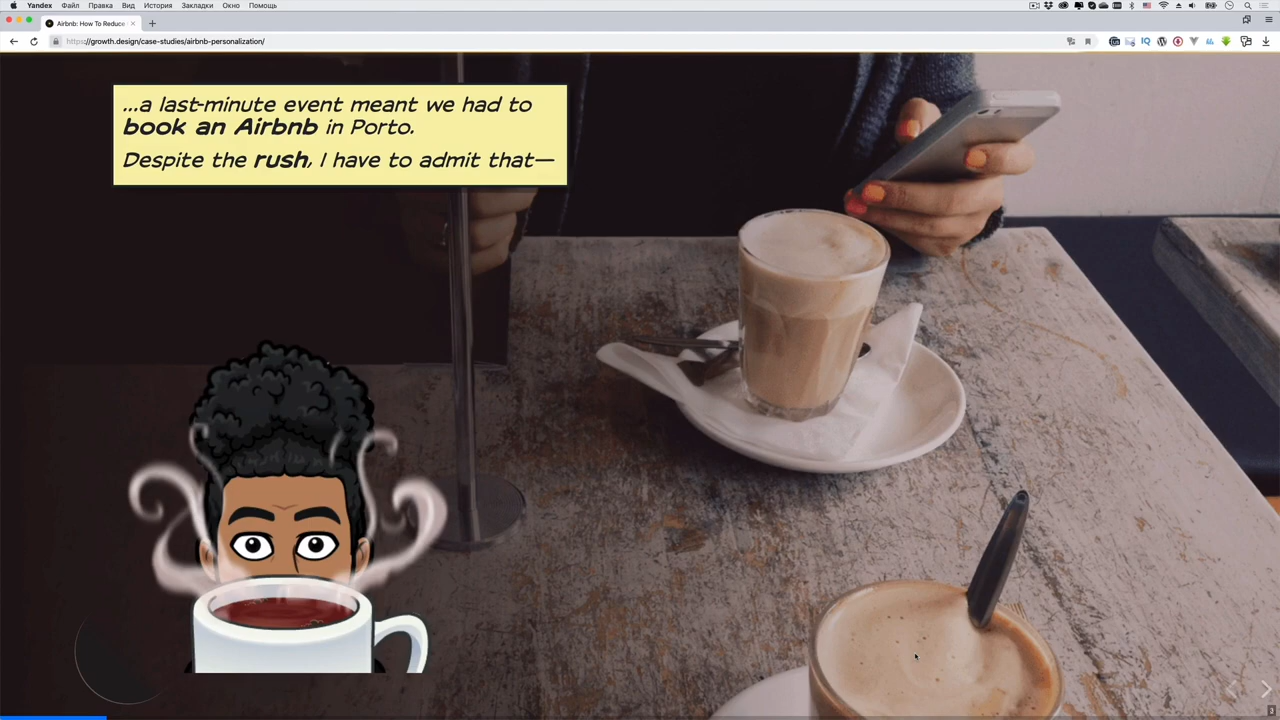 Yandex Файл Правка Вид История Закладки Окно Помощь
Airbnb: How To Reduce
https://growth.design/case-studies/airbnb-personalization/
...a last-minute event meant we had to
book an Airbnb in Porto.
Despite the rush, I have to admit that—
3